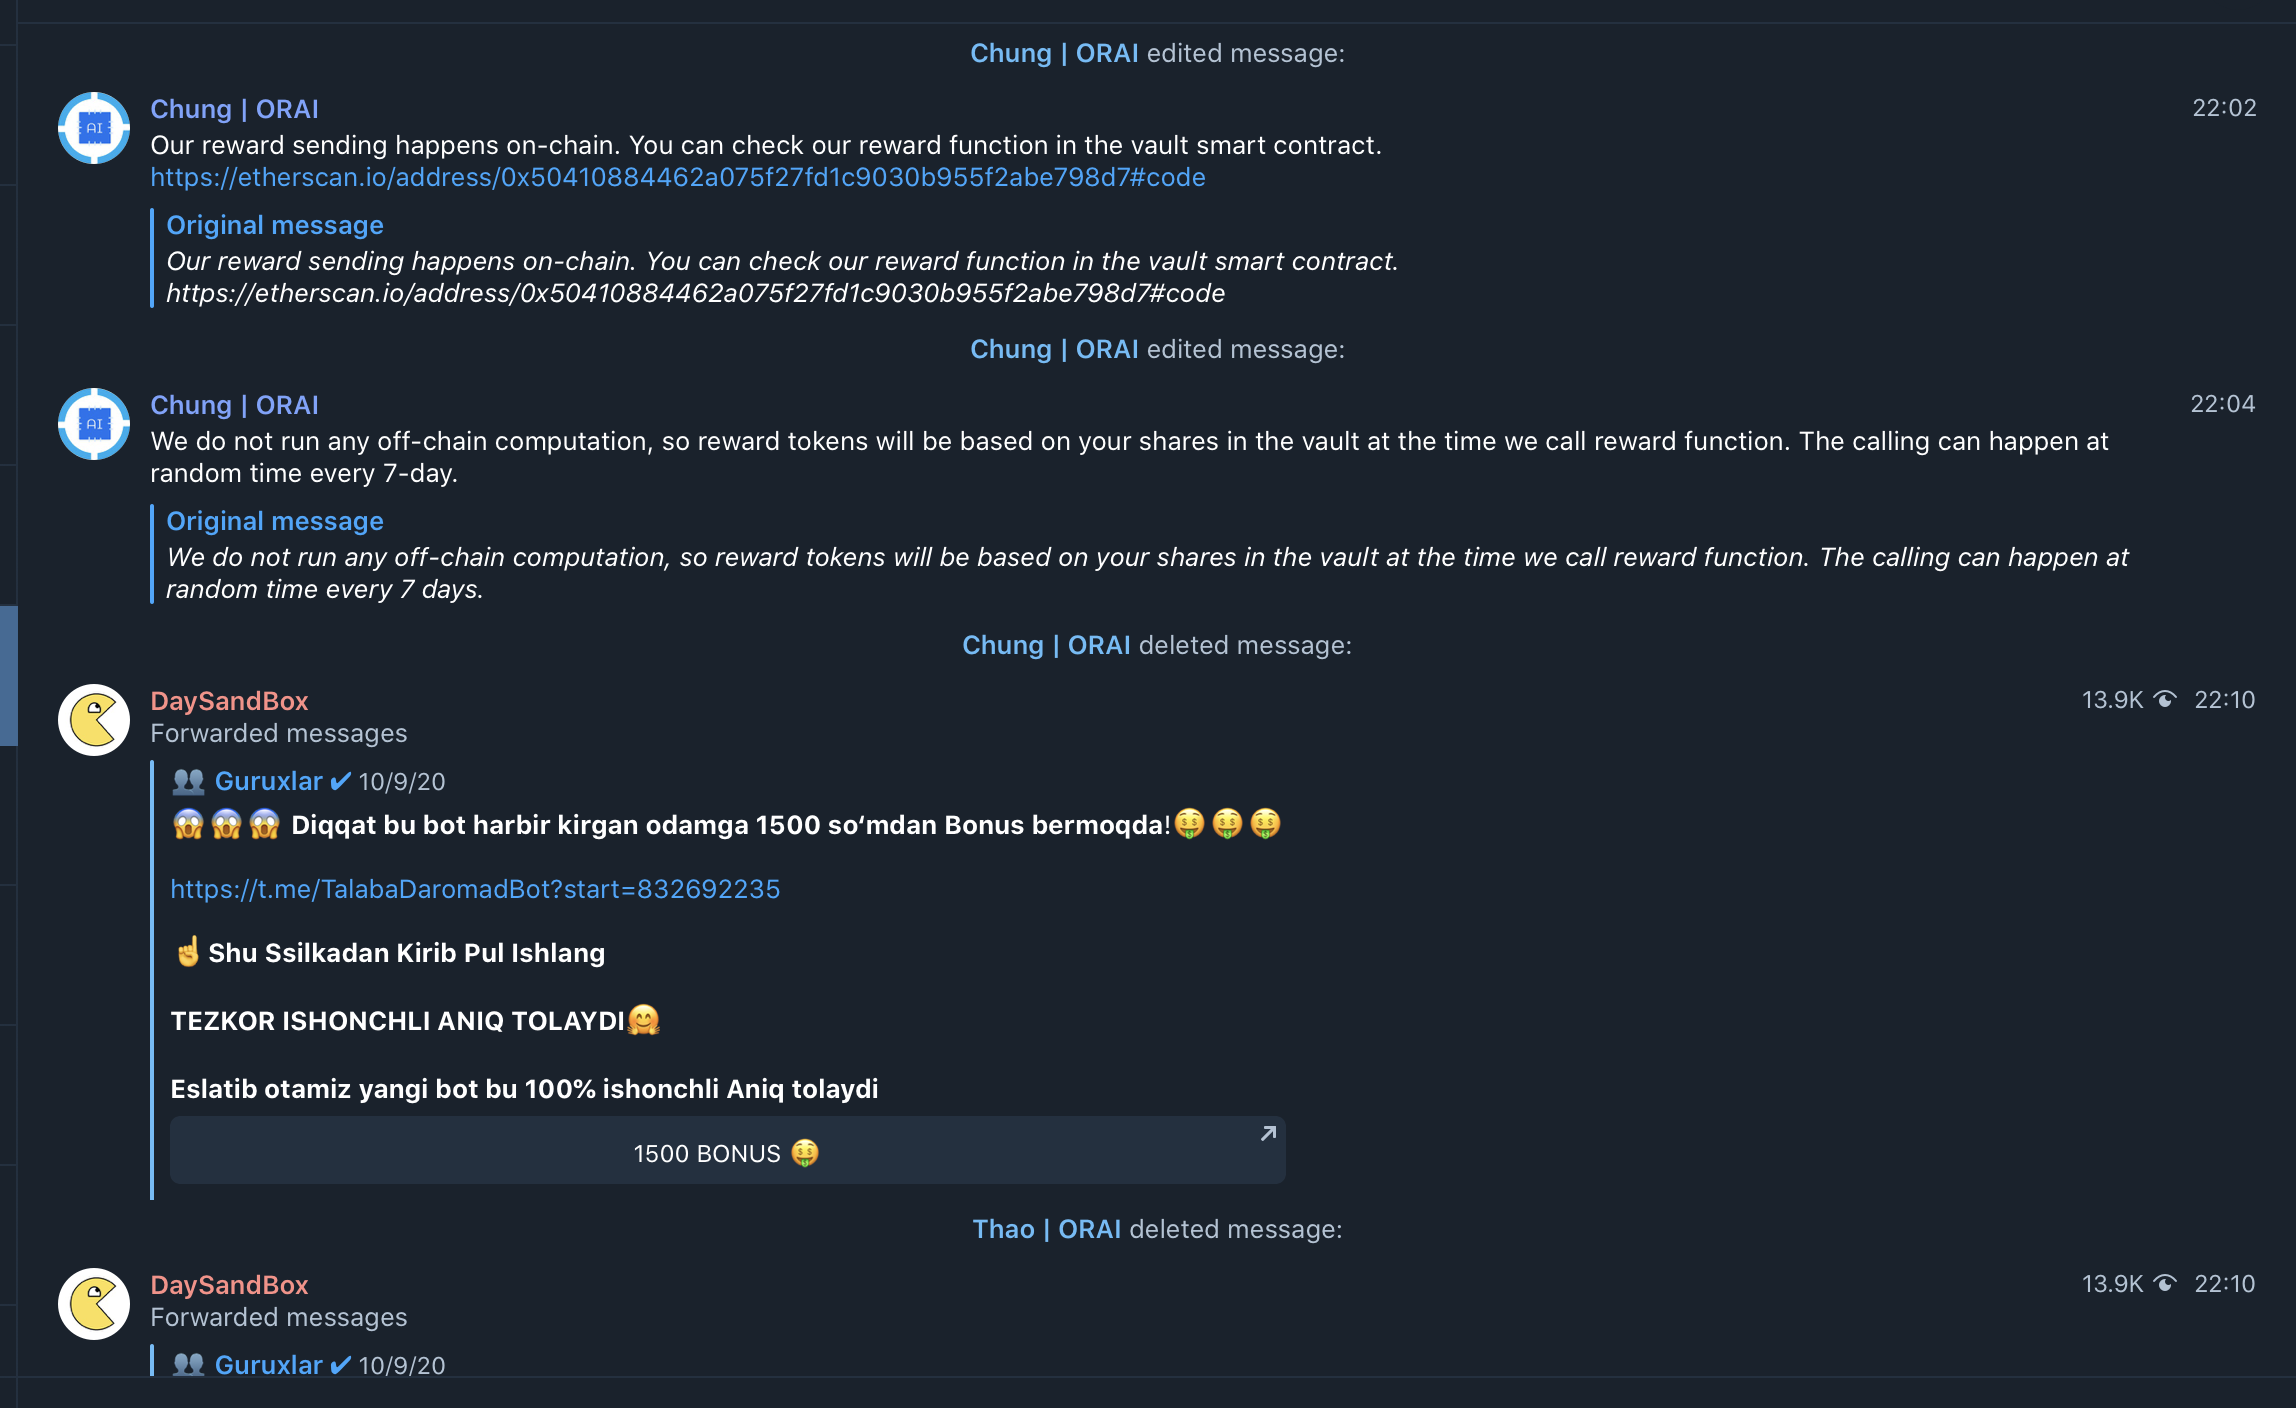 Chung | ORAI edited message:
Chung | ORAI 22:02
Our reward sending happens on-chain. You can check our reward function in the vault smart contract.
https://etherscan.io/address/0x50410884462a075f27fd1c9030b955f2abe798d7#code
Original message
Our reward sending happens on-chain. You can check our reward function in the vault smart contract.
https://etherscan.io/address/0x50410884462a075f27fd1c9030b955f2abe798d7#code
Chung | ORAI edited message:
Chung | ORAI 22:04
We do not run any off-chain computation, so reward tokens will be based on your shares in the vault at the time we call reward function. The calling can happen at
random time every 7-day.
Original message
We do not run any off-chain computation, so reward tokens will be based on your shares in the vault at the time we call reward function. The calling can happen at
random time every 7 days.
Chung | ORAI deleted message:
DaySandBox 13.9K 22:10
Forwarded messages
👥 Guruxlar ✔ 10/9/20
😱😱😱 Diqqat bu bot harbir kirgan odamga 1500 so‘mdan Bonus bermoqda!🤑🤑🤑
https://t.me/TalabaDaromadBot?start=832692235
☝️Shu Ssilkadan Kirib Pul Ishlang
TEZKOR ISHONCHLI ANIQ TOLAYDI🤗
Eslatib otamiz yangi bot bu 100% ishonchli Aniq tolaydi
1500 BONUS 🤑
Thao | ORAI deleted message:
DaySandBox 13.9K 22:10
Forwarded messages
👥 Guruxlar ✔ 10/9/20